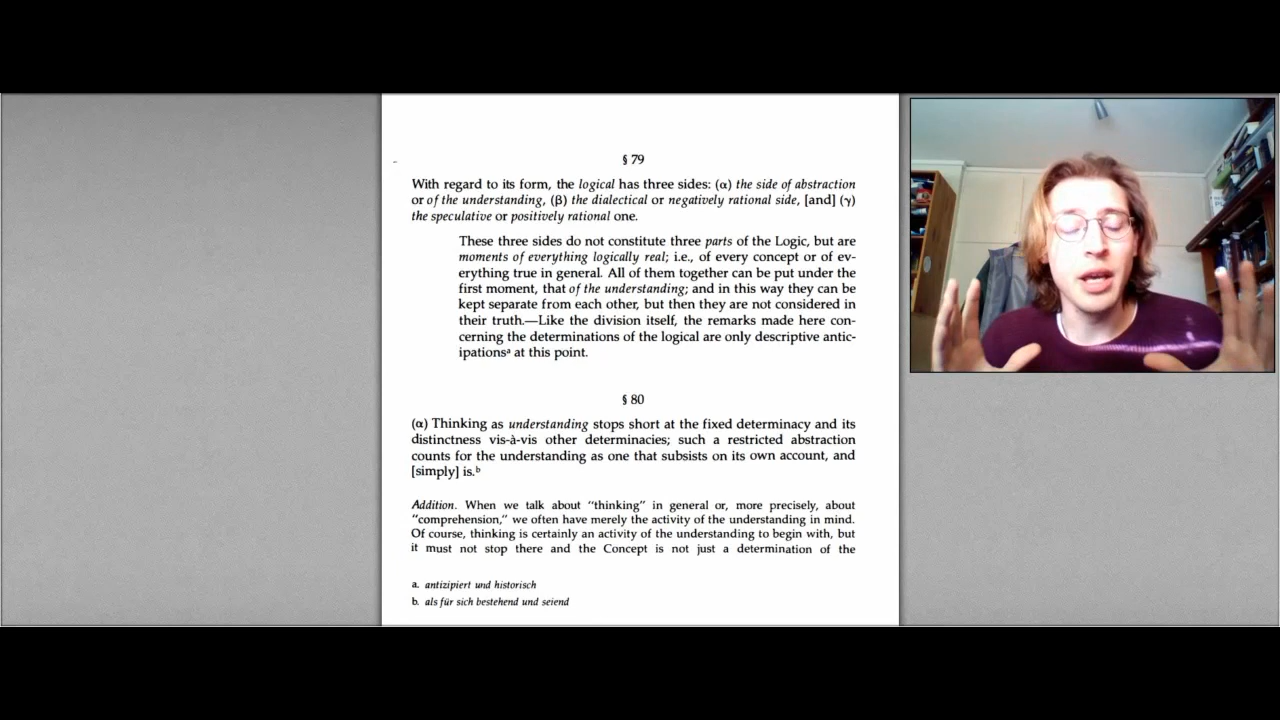 § 79
With regard to its form, the logical has three sides: (α) the side of abstraction
or of the understanding, (β) the dialectical or negatively rational side, [and] (γ)
the speculative or positively rational one.
These three sides do not constitute three parts of the Logic, but are
moments of everything logically real; i.e., of every concept or of ev-
erything true in general. All of them together can be put under the
first moment, that of the understanding; and in this way they can be
kept separate from each other, but then they are not considered in
their truth.—Like the division itself, the remarks made here con-
cerning the determinations of the logical are only descriptive antic-
ipationsª at this point.
§ 80
(α) Thinking as understanding stops short at the fixed determinacy and its
distinctness vis-à-vis other determinacies; such a restricted abstraction
counts for the understanding as one that subsists on its own account, and
[simply] is.ᵇ
Addition. When we talk about “thinking” in general or, more precisely, about
“comprehension,” we often have merely the activity of the understanding in mind.
Of course, thinking is certainly an activity of the understanding to begin with, but
it must not stop there and the Concept is not just a determination of the
a. antizipiert und historisch
b. als für sich bestehend und seiend